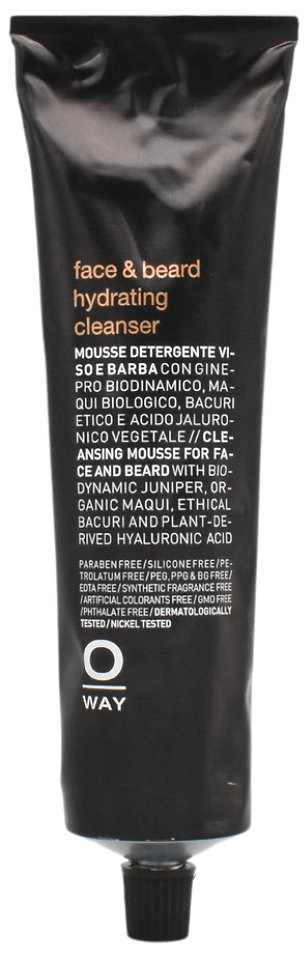 face & beard
hydrating
cleanser
MOUSSE DETERGENTE VI-
SO E BARBA CON GINE-
PRO BIODINAMICO, MA-
QUI BIOLOGICO, BACURI
ETICO E ACIDO JALURO-
NICO VEGETALE // CLE-
ANSING MOUSSE FOR FA-
CE AND BEARD WITH BIO-
DYNAMIC JUNIPER, OR-
GANIC MAQUI, ETHICAL
BACURI AND PLANT-DE-
RIVED HYALURONIC ACID
PARABEN FREE/SILICONE FREE/PE-
TROLATUM FREE/PEG, PPG & BG FREE/
EDTA FREE/SYNTHETIC FRAGRANCE FREE
/ARTIFICIAL COLORANTS FREE/GMO FREE
/PHTHALATE FREE/DERMATOLOGICALLY
TESTED/NICKEL TESTED
O
WAY